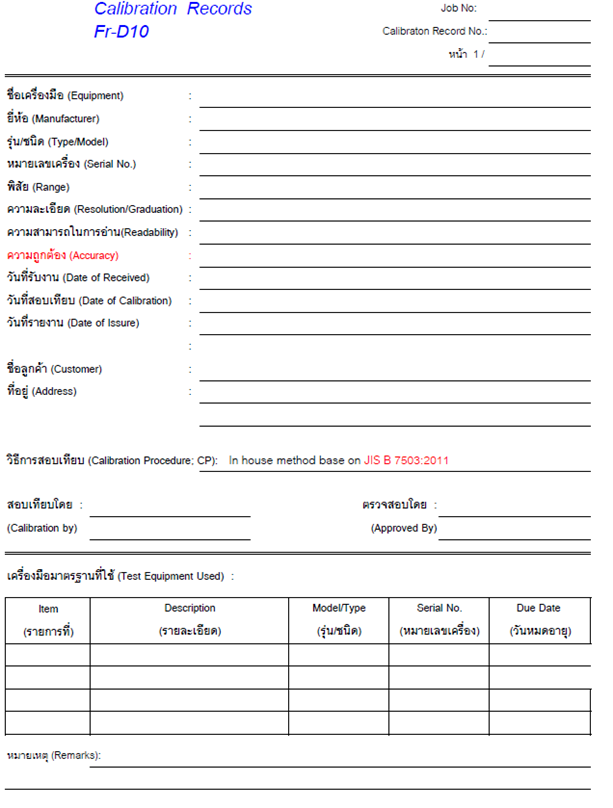 Calibration Records
Fr-D10
Job No:
Calibraton Record No.:
หน้า 1 /
ชื่อเครื่องมือ (Equipment) :
ยี่ห้อ (Manufacturer) :
รุ่น/ชนิด (Type/Model) :
หมายเลขเครื่อง (Serial No.) :
พิสัย (Range) :
ความละเอียด (Resolution/Graduation) :
ความสามารถในการอ่าน(Readability) :
ความถูกต้อง (Accuracy) :
วันที่รับงาน (Date of Received) :
วันที่สอบเทียบ (Date of Calibration) :
วันที่รายงาน (Date of Issure) :
:
ชื่อลูกค้า (Customer) :
ที่อยู่ (Address) :
วิธีการสอบเทียบ (Calibration Procedure; CP): In house method base on JIS B 7503:2011
สอบเทียบโดย : ตรวจสอบโดย :
(Calibration by) (Approved By)
เครื่องมือมาตรฐานที่ใช้ (Test Equipment Used) :
Item Description Model/Type Serial No. Due Date
(รายการที่) (รายละเอียด) (รุ่น/ชนิด) (หมายเลขเครื่อง) (วันหมดอายุ)
หมายเหตุ (Remarks):